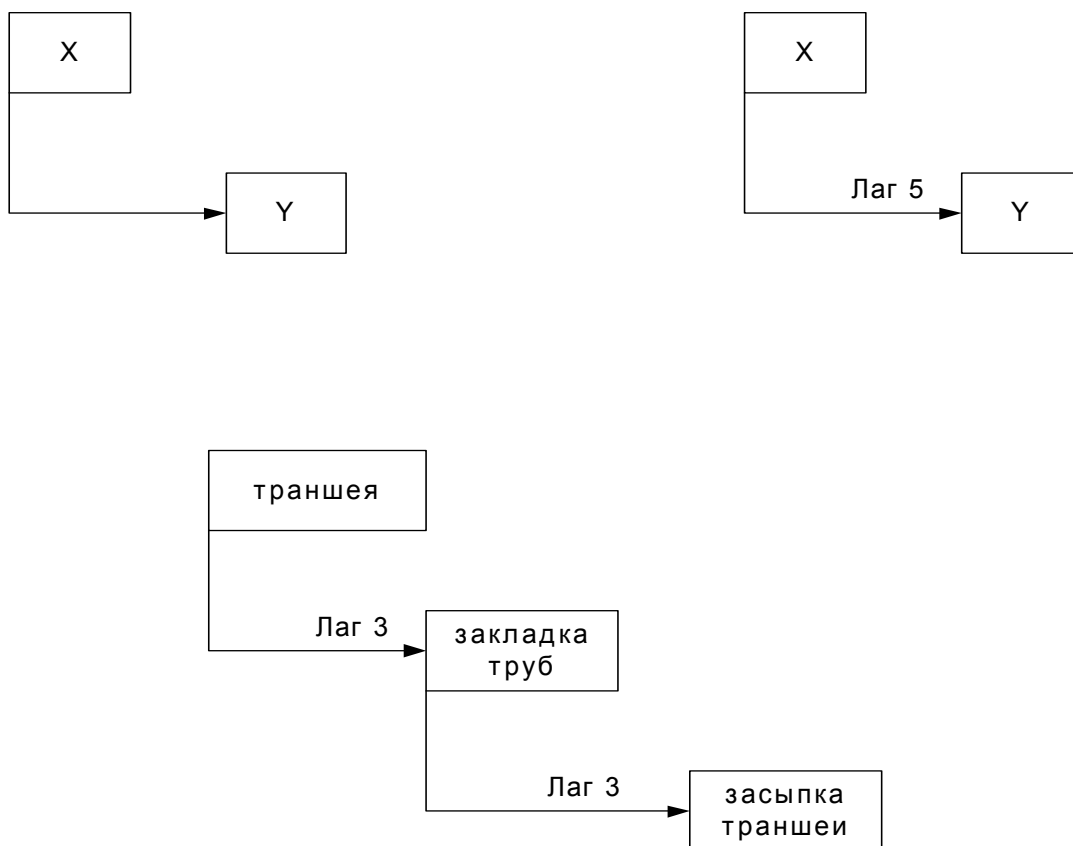 X
X
Лаг 5
Y
Y
траншея
Лаг 3
закладка
труб
Лаг 3
засыпка
траншеи